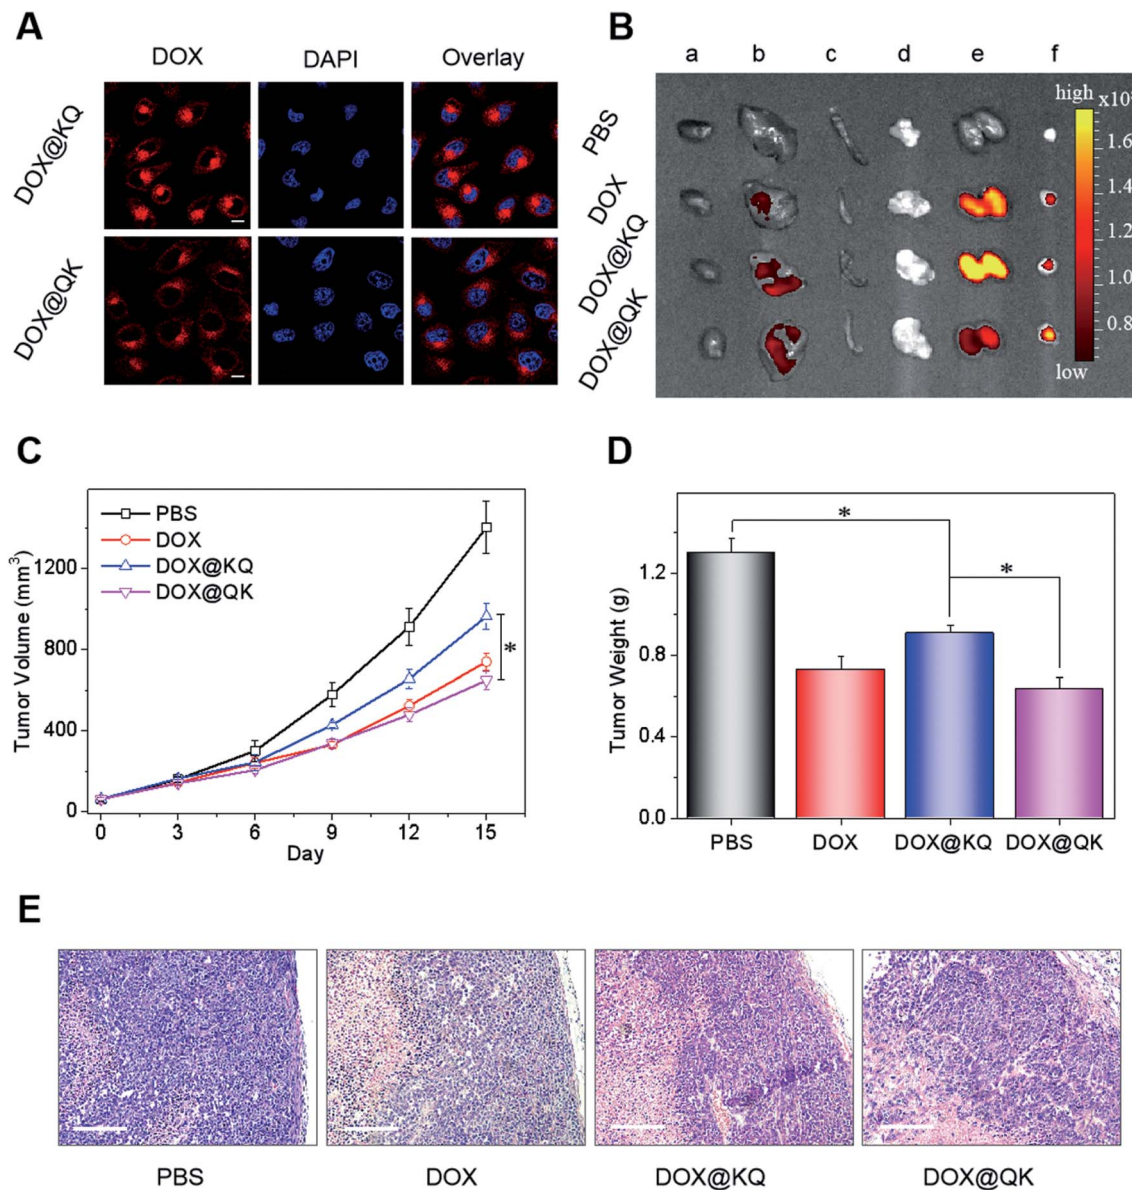 A
DOX
DAPI
Overlay
DOX@KQ
DOX@QK
B
a b c d e f
PBS
DOX
DOX@KQ
DOX@QK
high
1.6
1.4
1.2
1.0
0.8
low
C
PBS
DOX
DOX@KQ
DOX@QK
*
Tumor Volume (mm³)
1200
800
400
0
0 3 6 9 12 15
Day
D
* *
Tumor Weight (g)
1.2
0.8
0.4
0.0
PBS DOX DOX@KQ DOX@QK
E
PBS DOX DOX@KQ DOX@QK